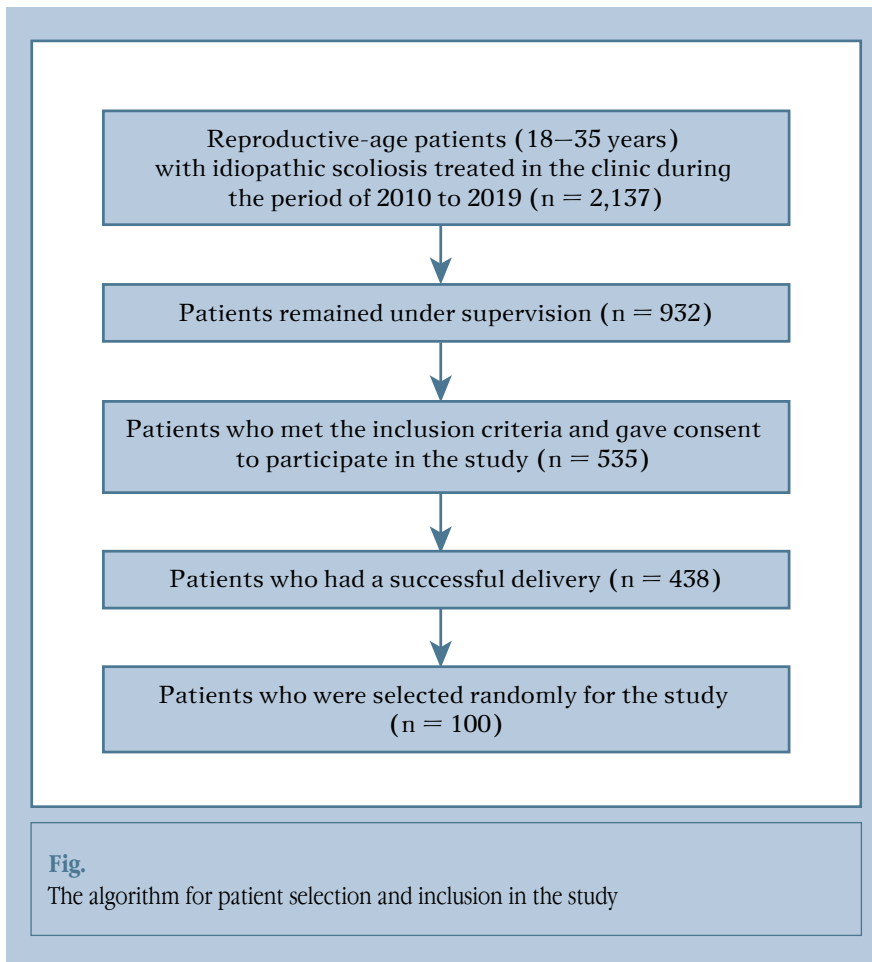 Reproductive-age patients (18–35 years)
with idiopathic scoliosis treated in the clinic during
the period of 2010 to 2019 (n = 2,137)
Patients remained under supervision (n = 932)
Patients who met the inclusion criteria and gave consent
to participate in the study (n = 535)
Patients who had a successful delivery (n = 438)
Patients who were selected randomly for the study
(n = 100)
Fig.
The algorithm for patient selection and inclusion in the study